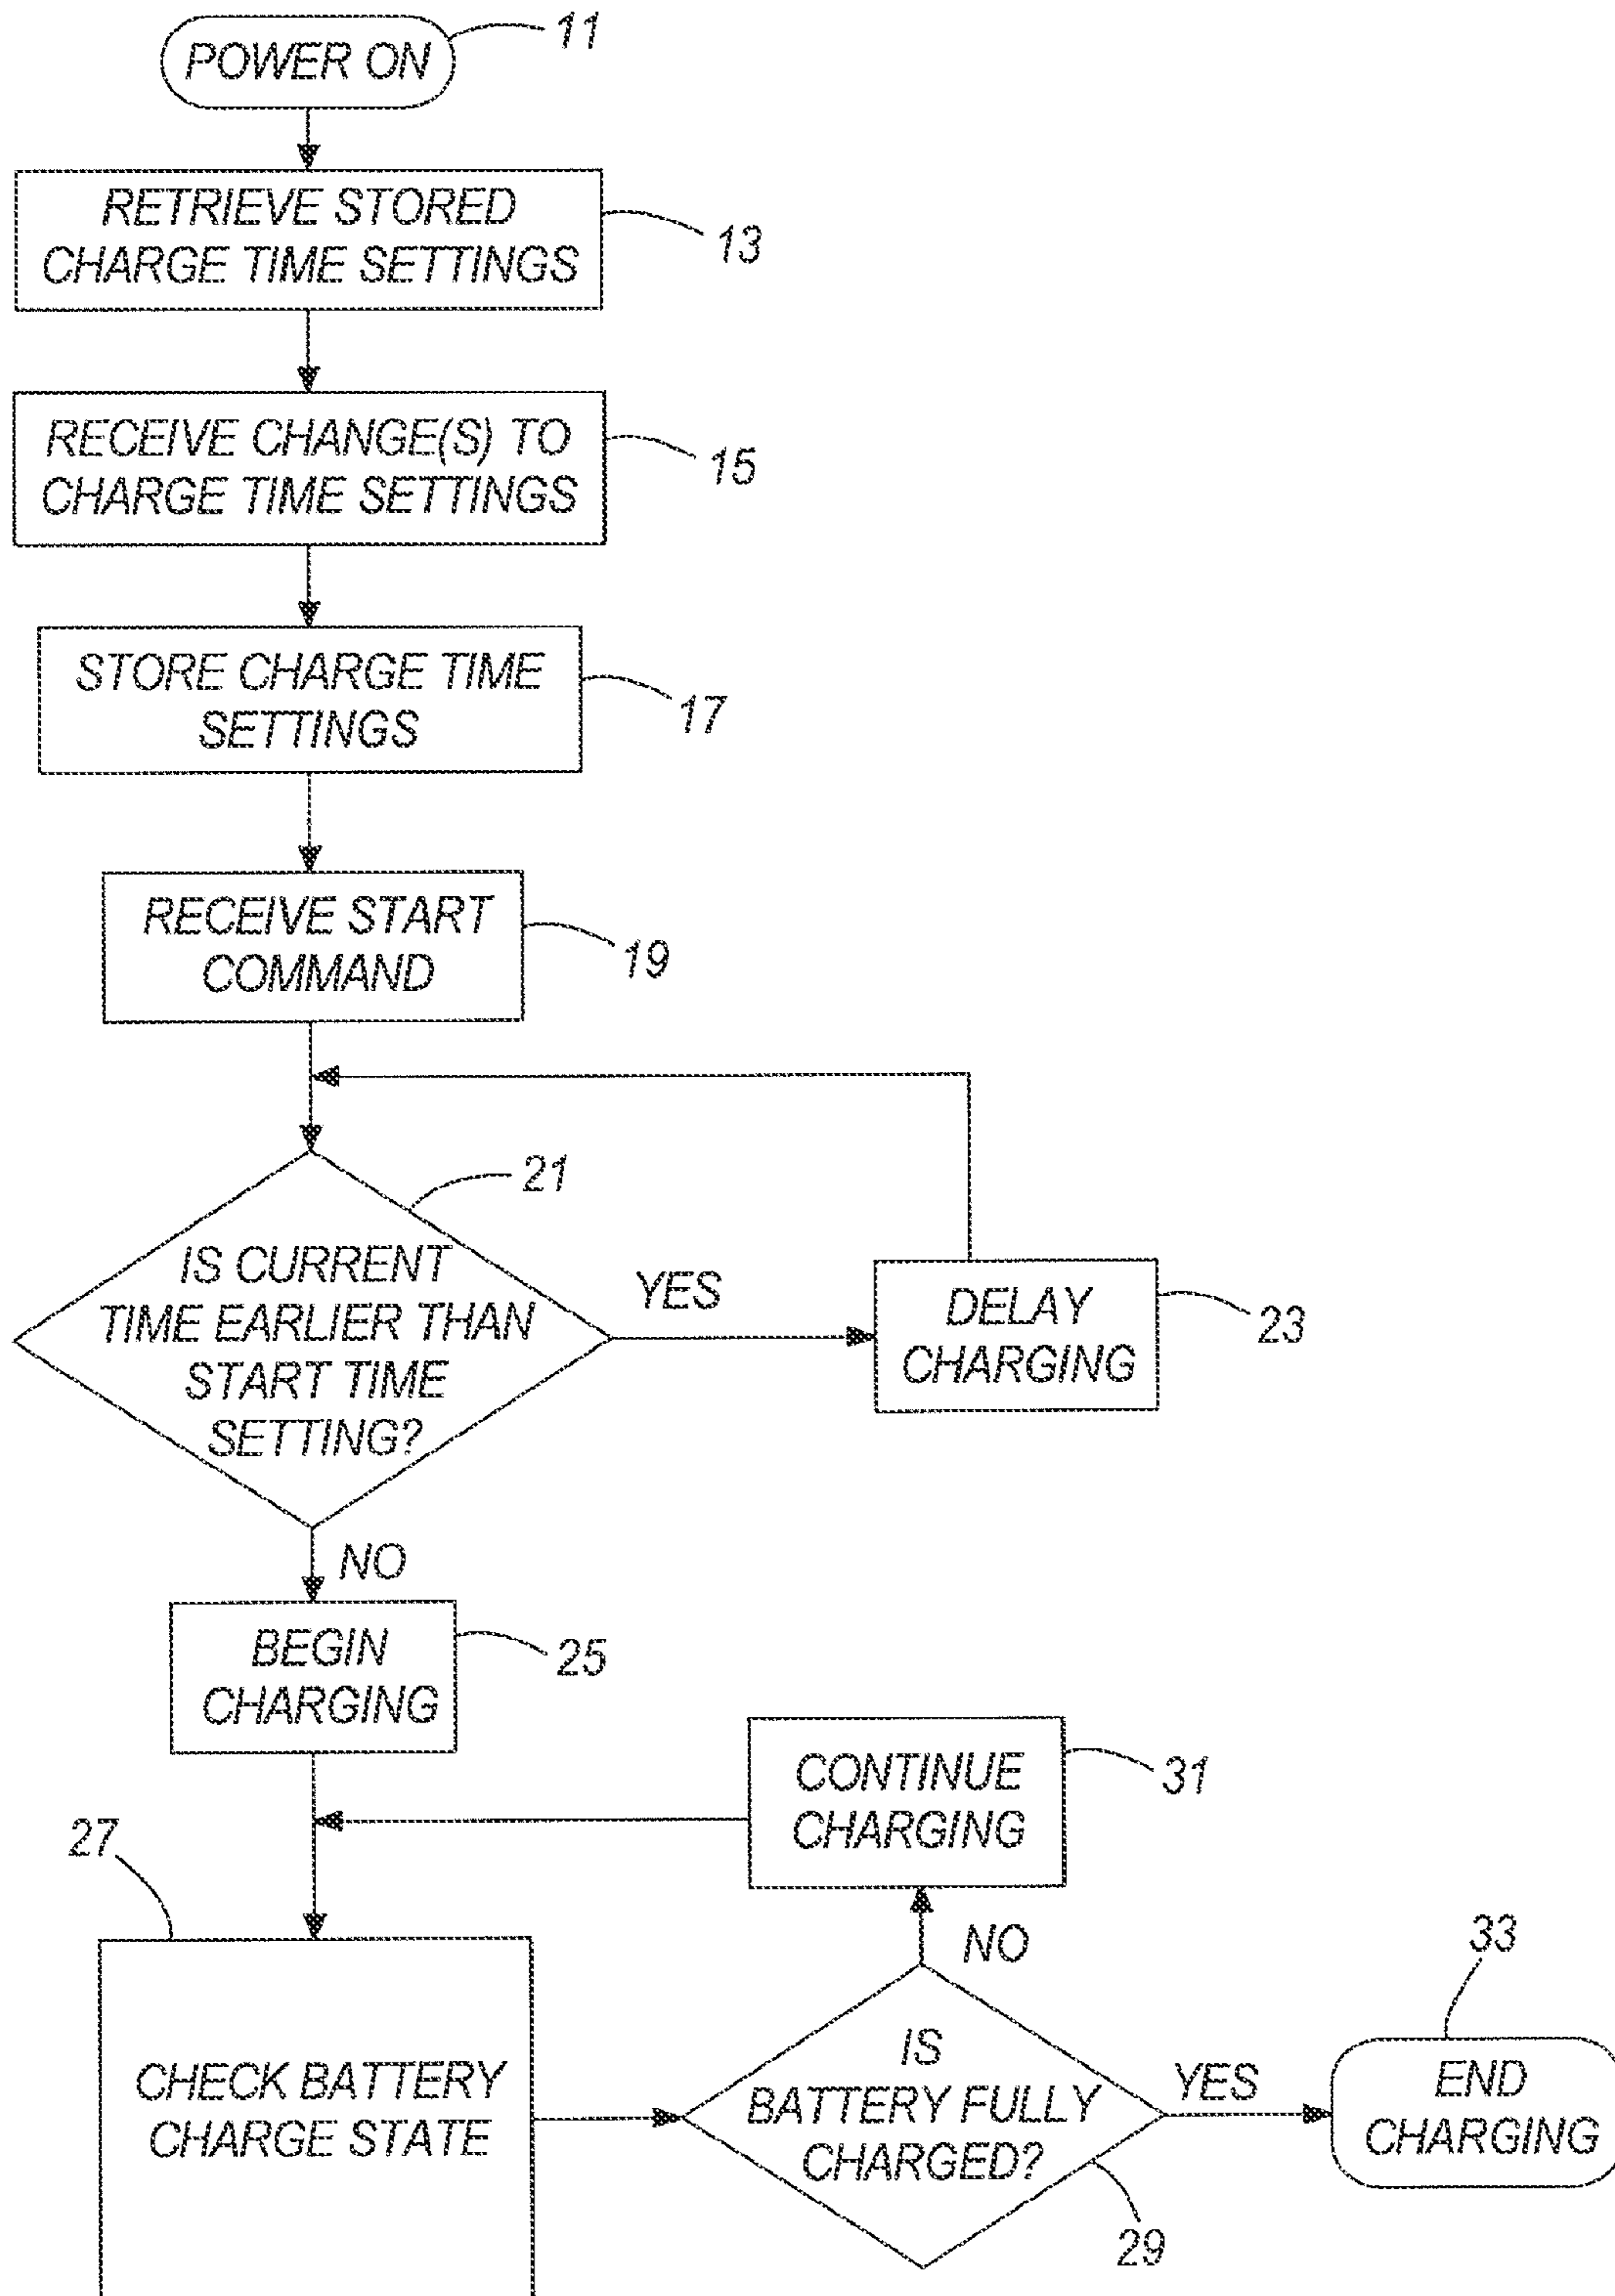 POWER ON
11
RETRIEVE STORED
CHARGE TIME SETTINGS
13
RECEIVE CHANGE(S) TO
CHARGE TIME SETTINGS
15
STORE CHARGE TIME
SETTINGS
17
RECEIVE START
COMMAND
19
21
IS CURRENT
TIME EARLIER THAN
START TIME
SETTING?
YES
DELAY
CHARGING
23
NO
BEGIN
CHARGING
25
CONTINUE
CHARGING
31
27
CHECK BATTERY
CHARGE STATE
NO
IS
BATTERY FULLY
CHARGED?
29
YES
33
END
CHARGING